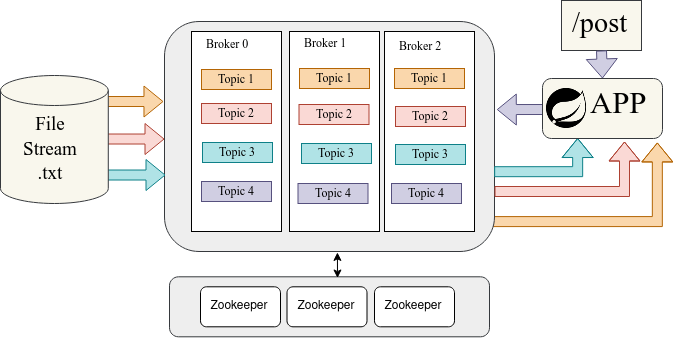 /post
Broker 0
Broker 1
Broker 2
Topic 1
Topic 1
Topic 1
File
Stream
.txt
APP
Topic 2
Topic 2
Topic 2
Topic 3
Topic 3
Topic 3
Topic 4
Topic 4
Topic 4
Zookeeper
Zookeeper
Zookeeper